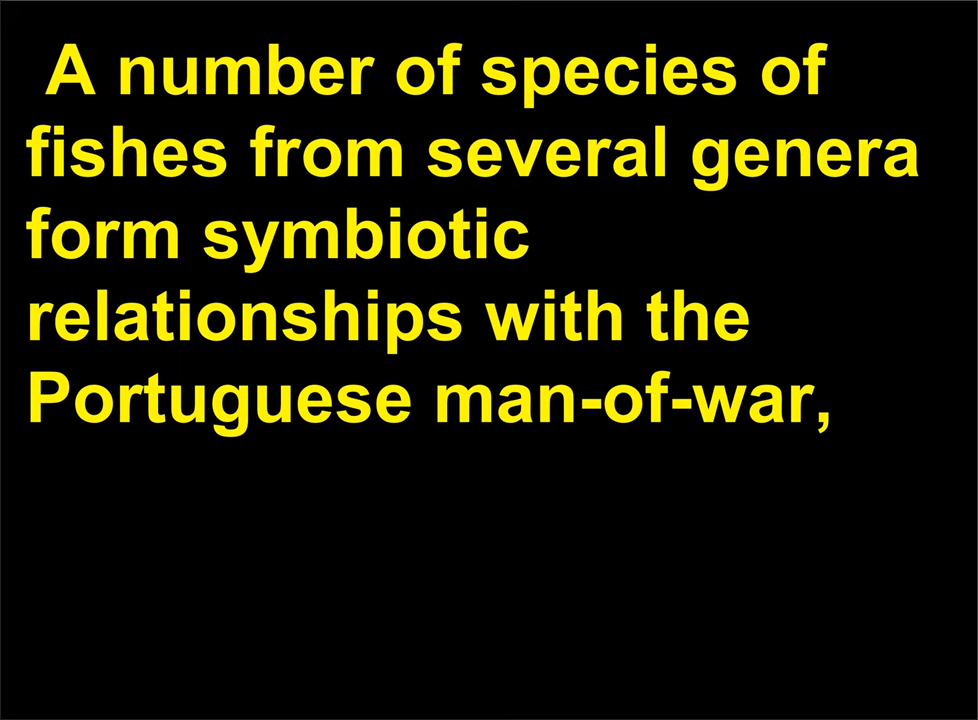 A number of species of
fishes from several genera
form symbiotic
relationships with the
Portuguese man-of-war,